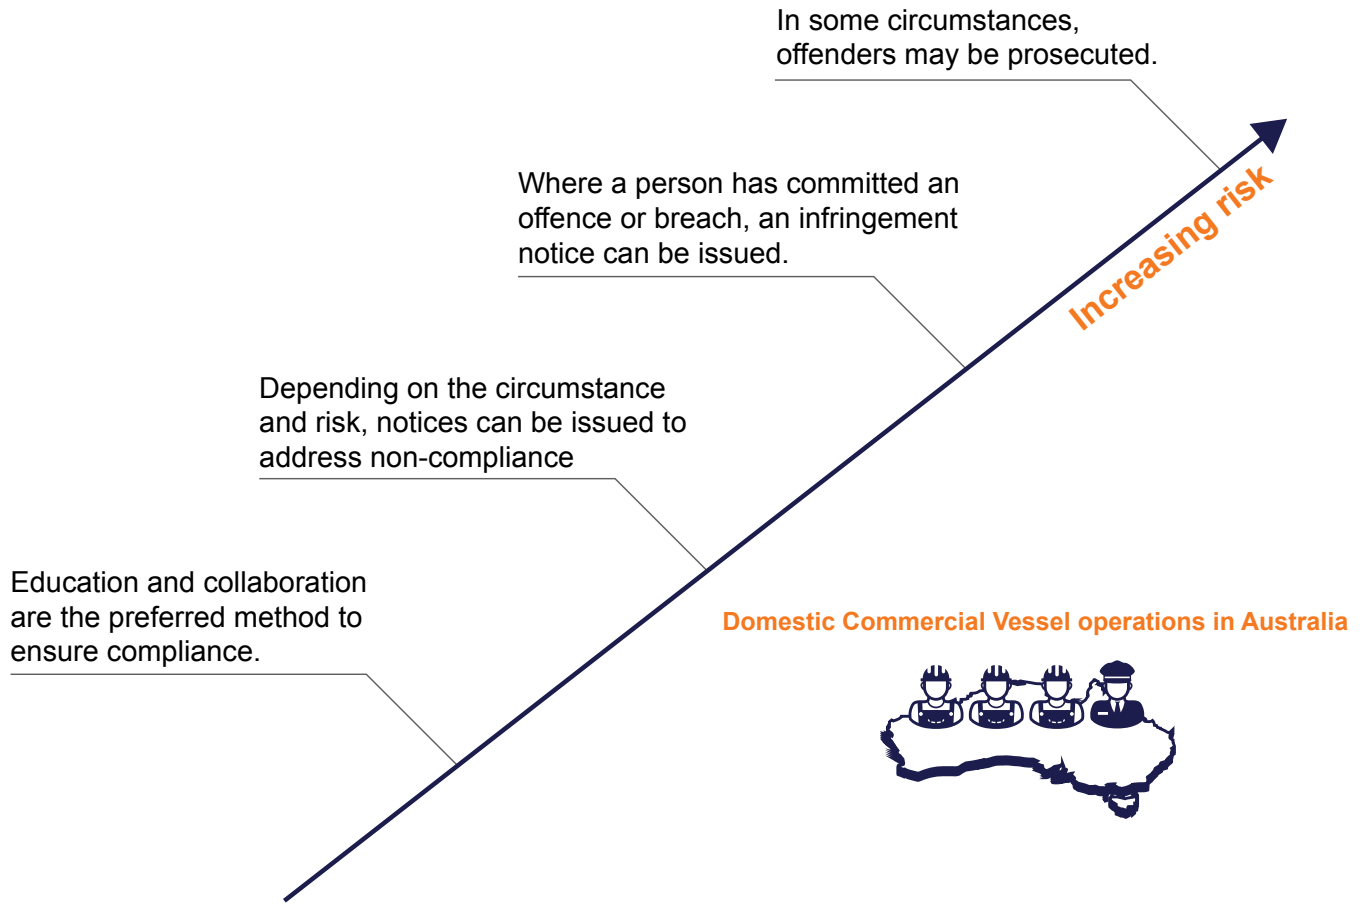 In some circumstances,
offenders may be prosecuted.
Where a person has committed an
offence or breach, an infringement
notice can be issued.
Increasing risk
Depending on the circumstance
and risk, notices can be issued to
address non-compliance
Education and collaboration
are the preferred method to
ensure compliance.
Domestic Commercial Vessel operations in Australia